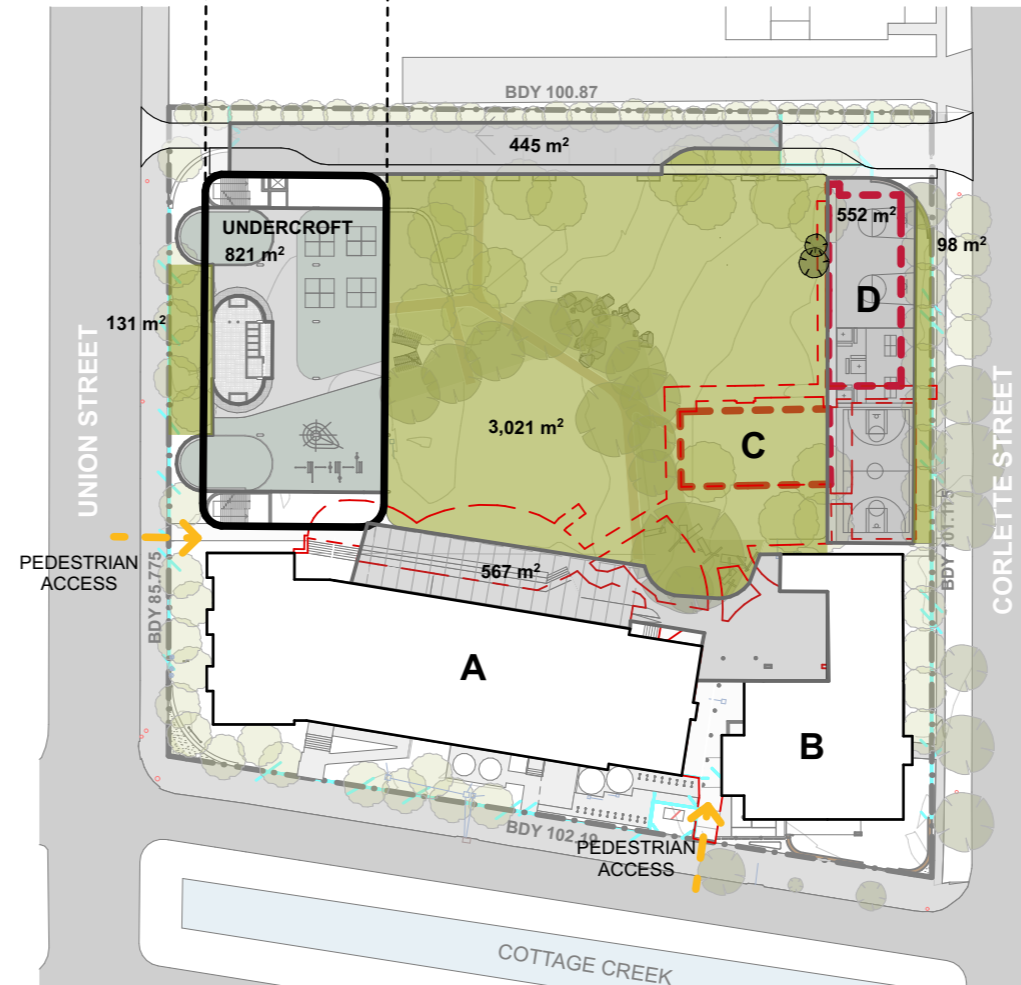 BDY 100.87
445 m²
UNDERCROFT
821 m²
552 m²
98 m²
D
131 m²
UNION STREET
3,021 m²
C
CORLETTE STREET
PEDESTRIAN
ACCESS
BDY 85.775
567 m²
BDY 101.115
A
B
BDY 102.19
PEDESTRIAN
ACCESS
COTTAGE CREEK